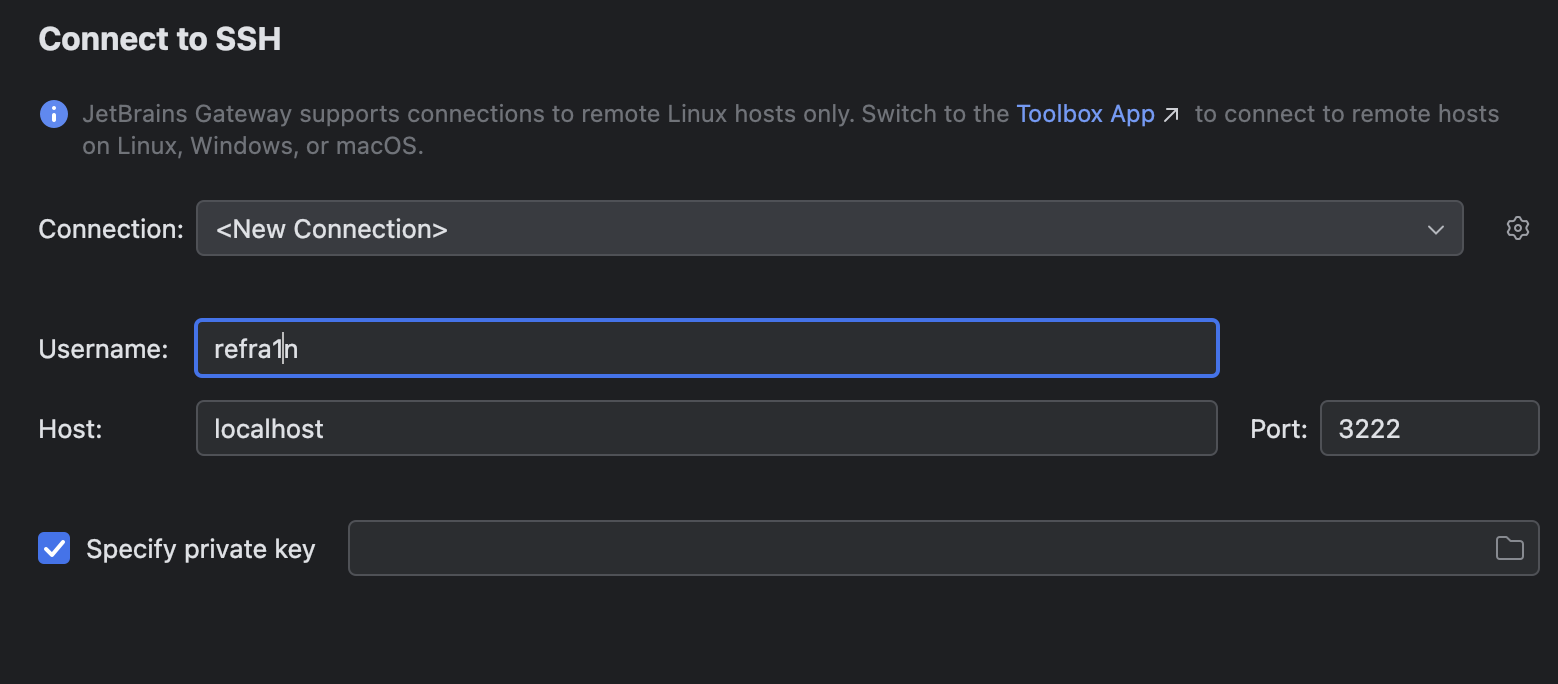 Connect to SSH
JetBrains Gateway supports connections to remote Linux hosts only. Switch to the Toolbox App ↗ to connect to remote hosts
on Linux, Windows, or macOS.
Connection: <New Connection>
Username: refra1n
Host: localhost Port: 3222
Specify private key